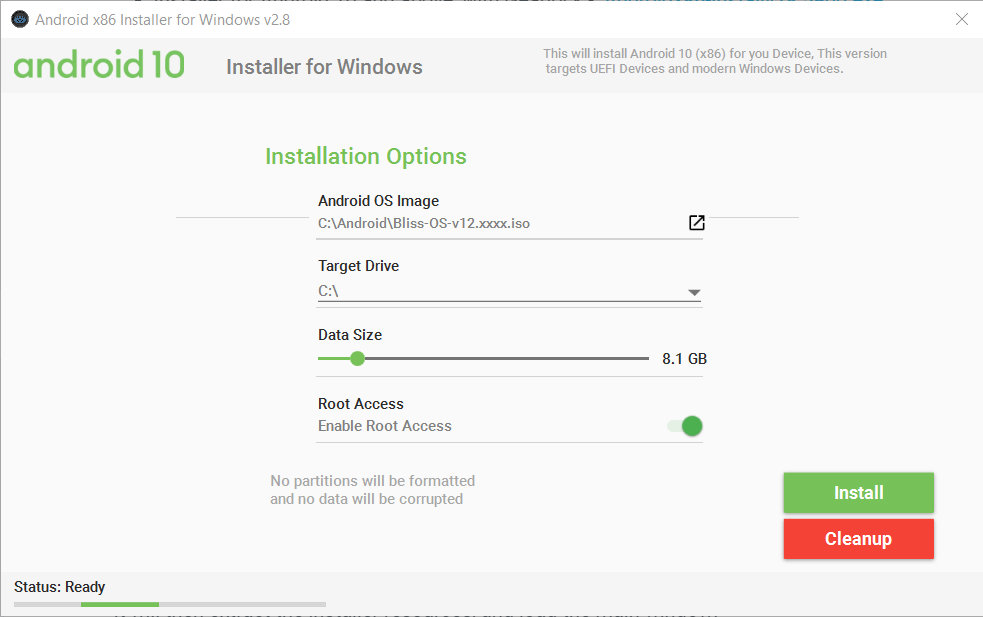 Android x86 Installer for Windows v2.8
android 10
Installer for Windows
This will install Android 10 (x86) for you Device, This version
targets UEFI Devices and modern Windows Devices.
Installation Options
Android OS Image
C:\Android\Bliss-OS-v12.xxxx.iso
Target Drive
C:\
Data Size
8.1 GB
Root Access
Enable Root Access
No partitions will be formatted
and no data will be corrupted
Install
Cleanup
Status: Ready